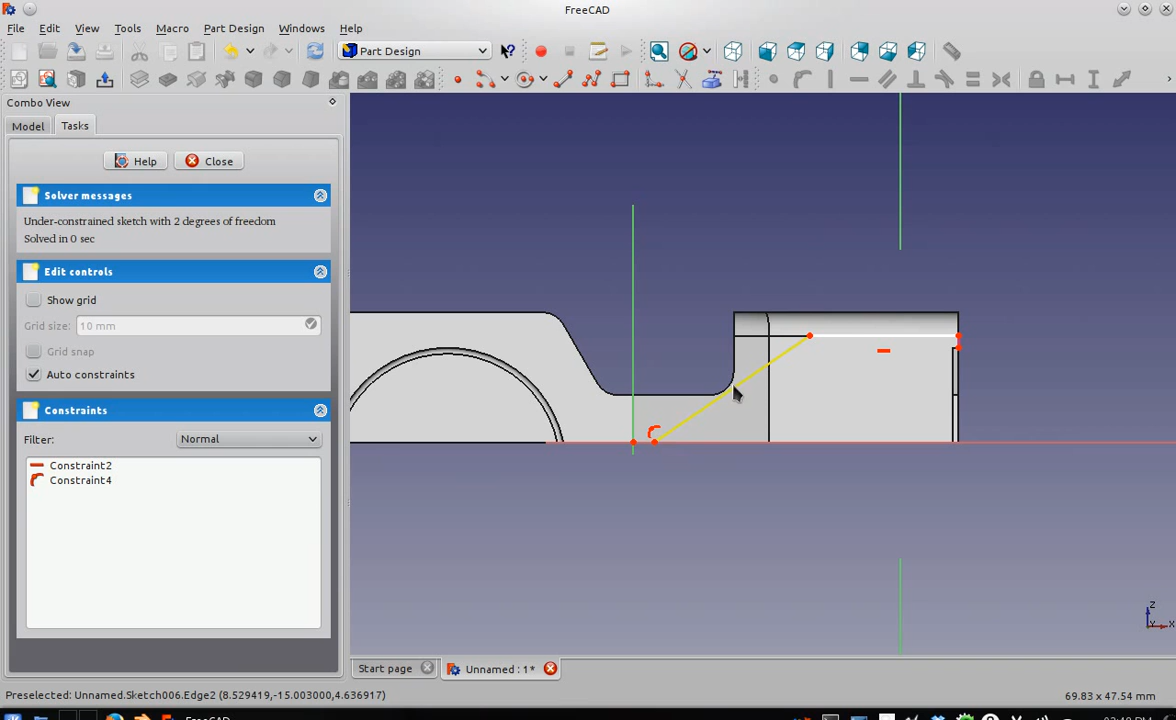 FreeCAD
File Edit View Tools Macro Part Design Windows Help
Part Design
Combo View
Model Tasks
Help Close
Solver messages
Under-constrained sketch with 2 degrees of freedom
Solved in 0 sec
Edit controls
Show grid
Grid size: 10 mm
Grid snap
Auto constraints
Constraints
Filter: Normal
Constraint2
Constraint4
Z
Y X
Start page Unnamed : 1*
Preselected: Unnamed.Sketch006.Edge2 (8.529419,-15.003000,4.636917) 69.83 x 47.54 mm
FreeCAD